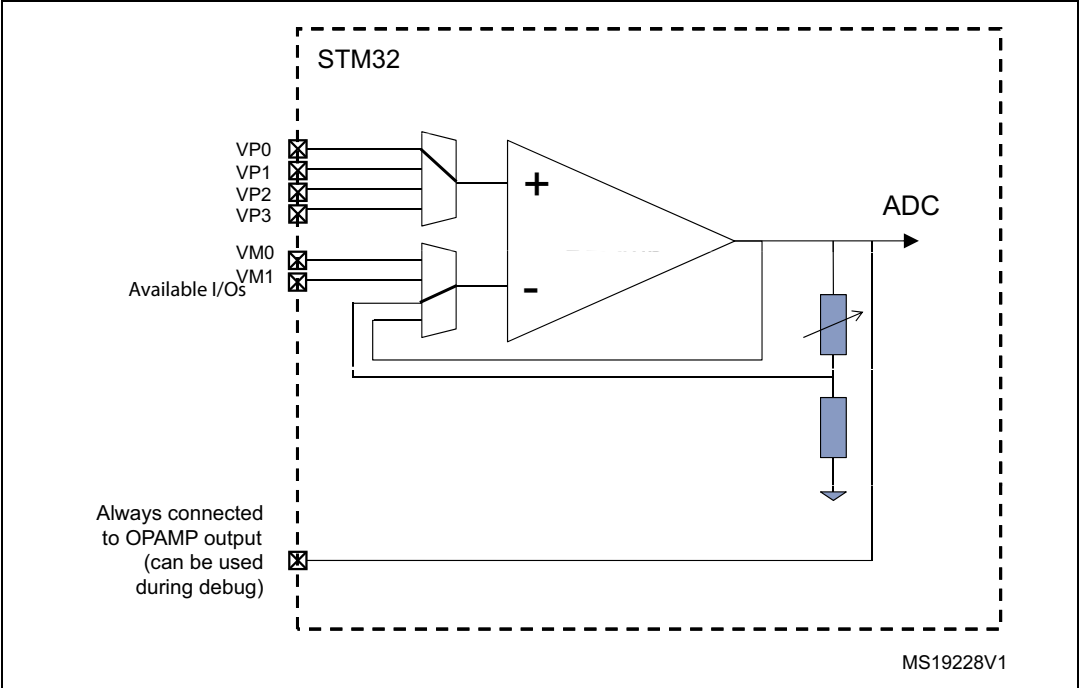 STM32
VP0
VP1
VP2
VP3
VM0
VM1
Available I/Os
+
-
ADC
Always connected
to OPAMP output
(can be used
during debug)
MS19228V1